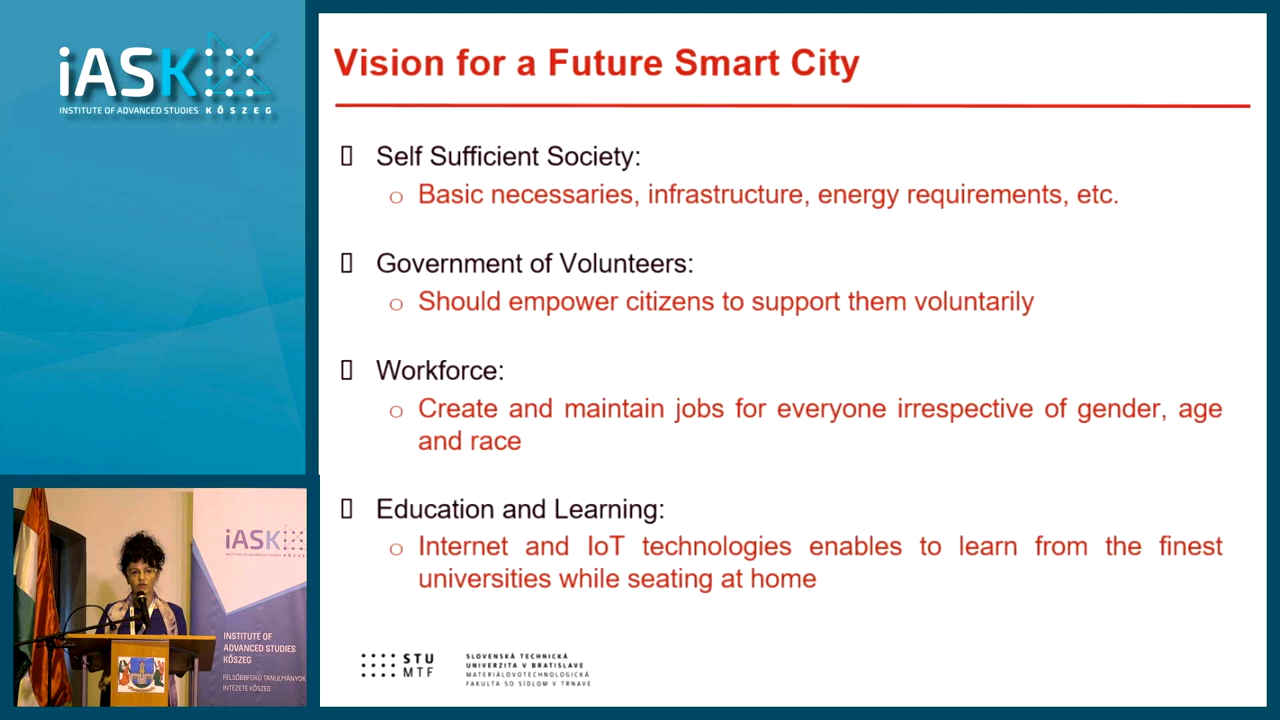 iASK
INSTITUTE OF ADVANCED STUDIES KŐSZEG
Vision for a Future Smart City
Self Sufficient Society:
o Basic necessaries, infrastructure, energy requirements, etc.
Government of Volunteers:
o Should empower citizens to support them voluntarily
Workforce:
o Create and maintain jobs for everyone irrespective of gender, age
and race
Education and Learning:
o Internet and IoT technologies enables to learn from the finest
universities while seating at home
STU
MTF
SLOVENSKÁ TECHNICKÁ
UNIVERZITA V BRATISLAVE
MATERIÁLOVOTECHNOLOGICKÁ
FAKULTA SO SÍDLOM V TRNAVE
iASK
INSTITUTE OF
ADVANCED STUDIES
KŐSZEG
FELSŐBBFOKÚ TANULMÁNYOK
INTÉZETE KŐSZEG